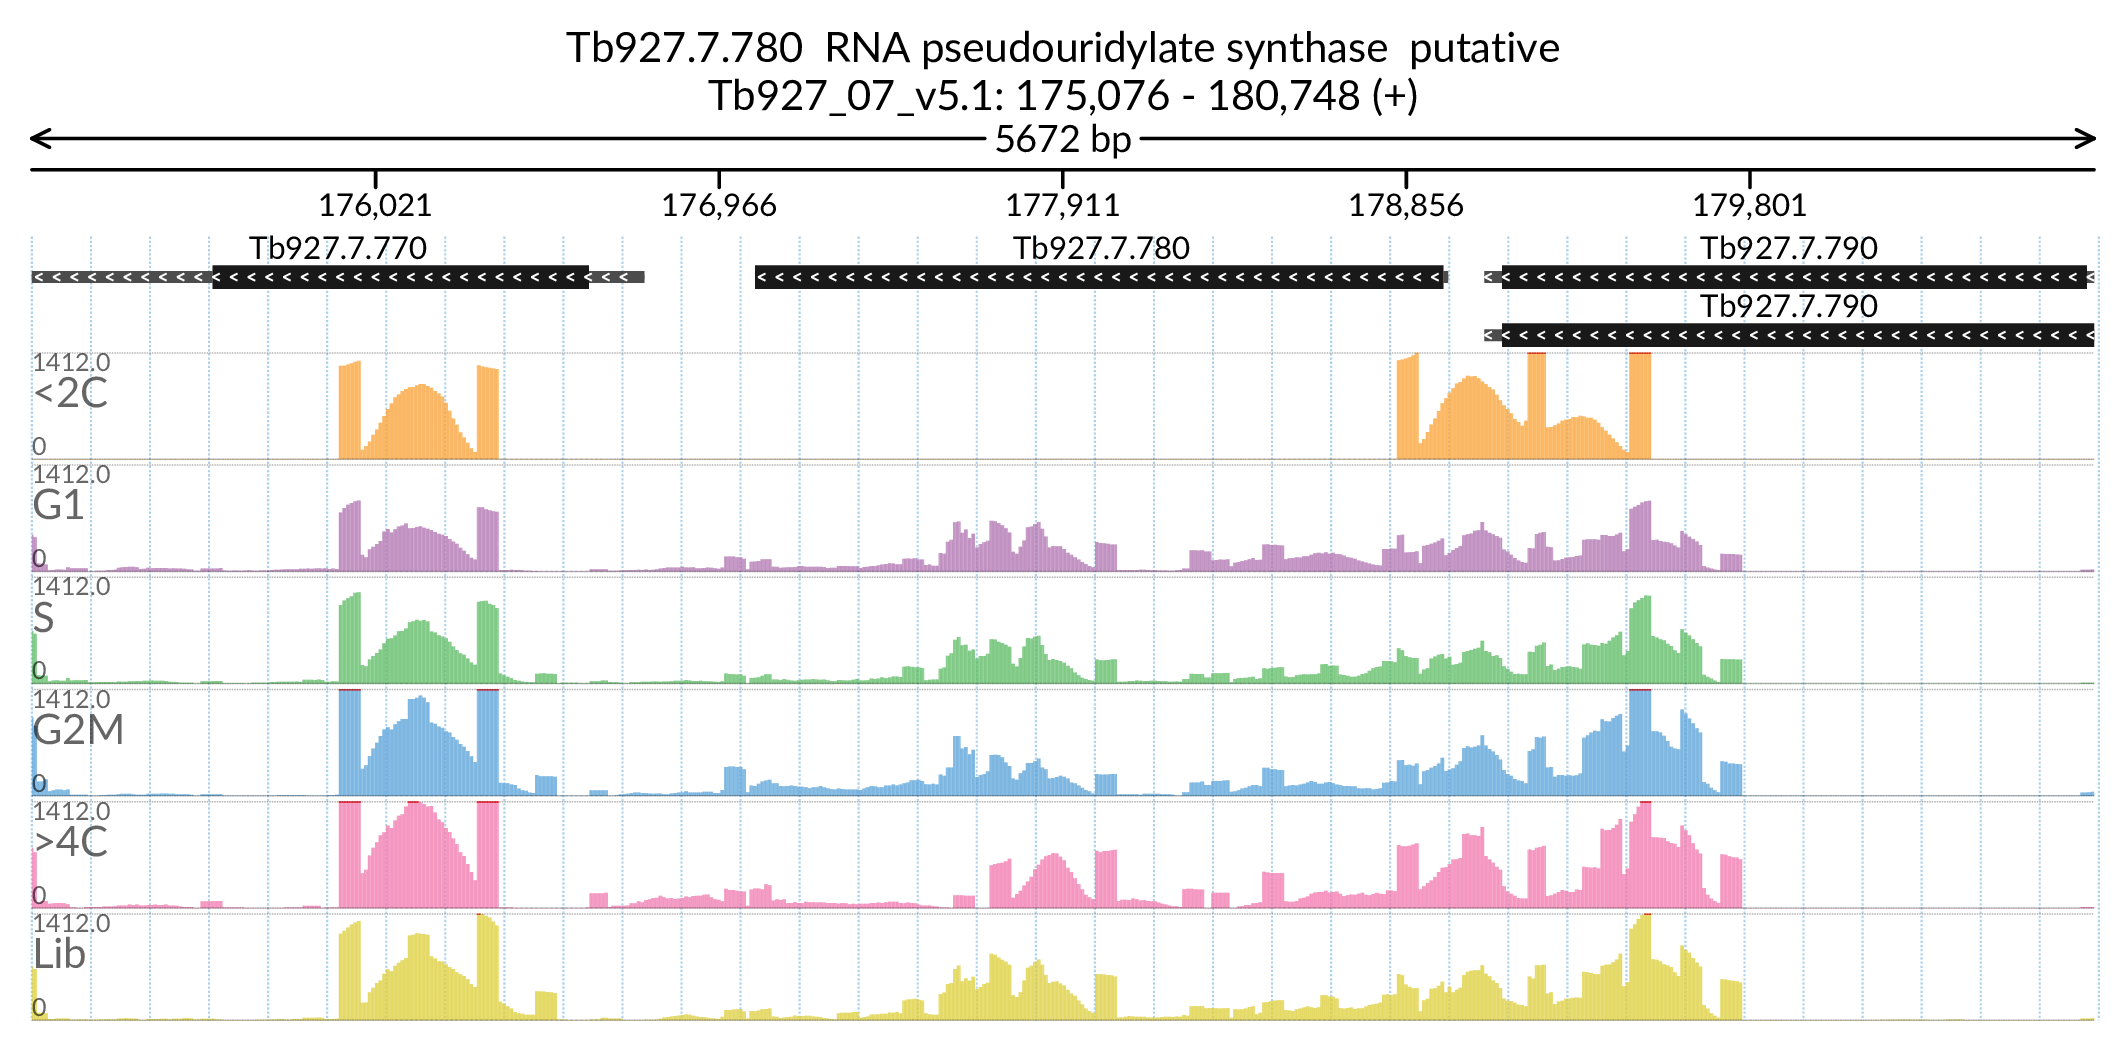 Tb927.7.780  RNA pseudouridylate synthase  putative
Tb927_07_v5.1: 175,076 - 180,748 (+)
5672 bp
176,021 176,966 177,911 178,856 179,801
Tb927.7.770 Tb927.7.780 Tb927.7.790
Tb927.7.790
1412.0
<2C
0
1412.0
G1
0
1412.0
S
0
1412.0
G2M
0
1412.0
>4C
0
1412.0
Lib
0